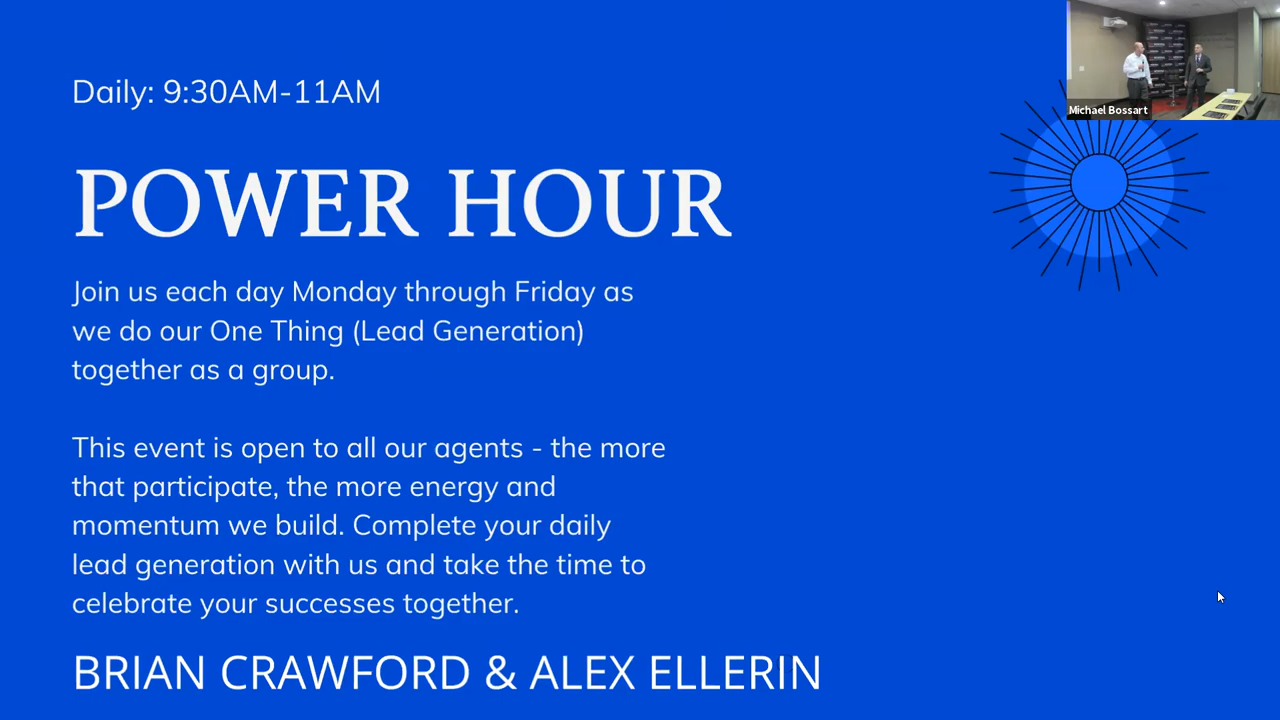 Daily: 9:30AM-11AM
Michael Bossart
POWER HOUR
Join us each day Monday through Friday as
we do our One Thing (Lead Generation)
together as a group.
This event is open to all our agents - the more
that participate, the more energy and
momentum we build. Complete your daily
lead generation with us and take the time to
celebrate your successes together.
BRIAN CRAWFORD & ALEX ELLERIN